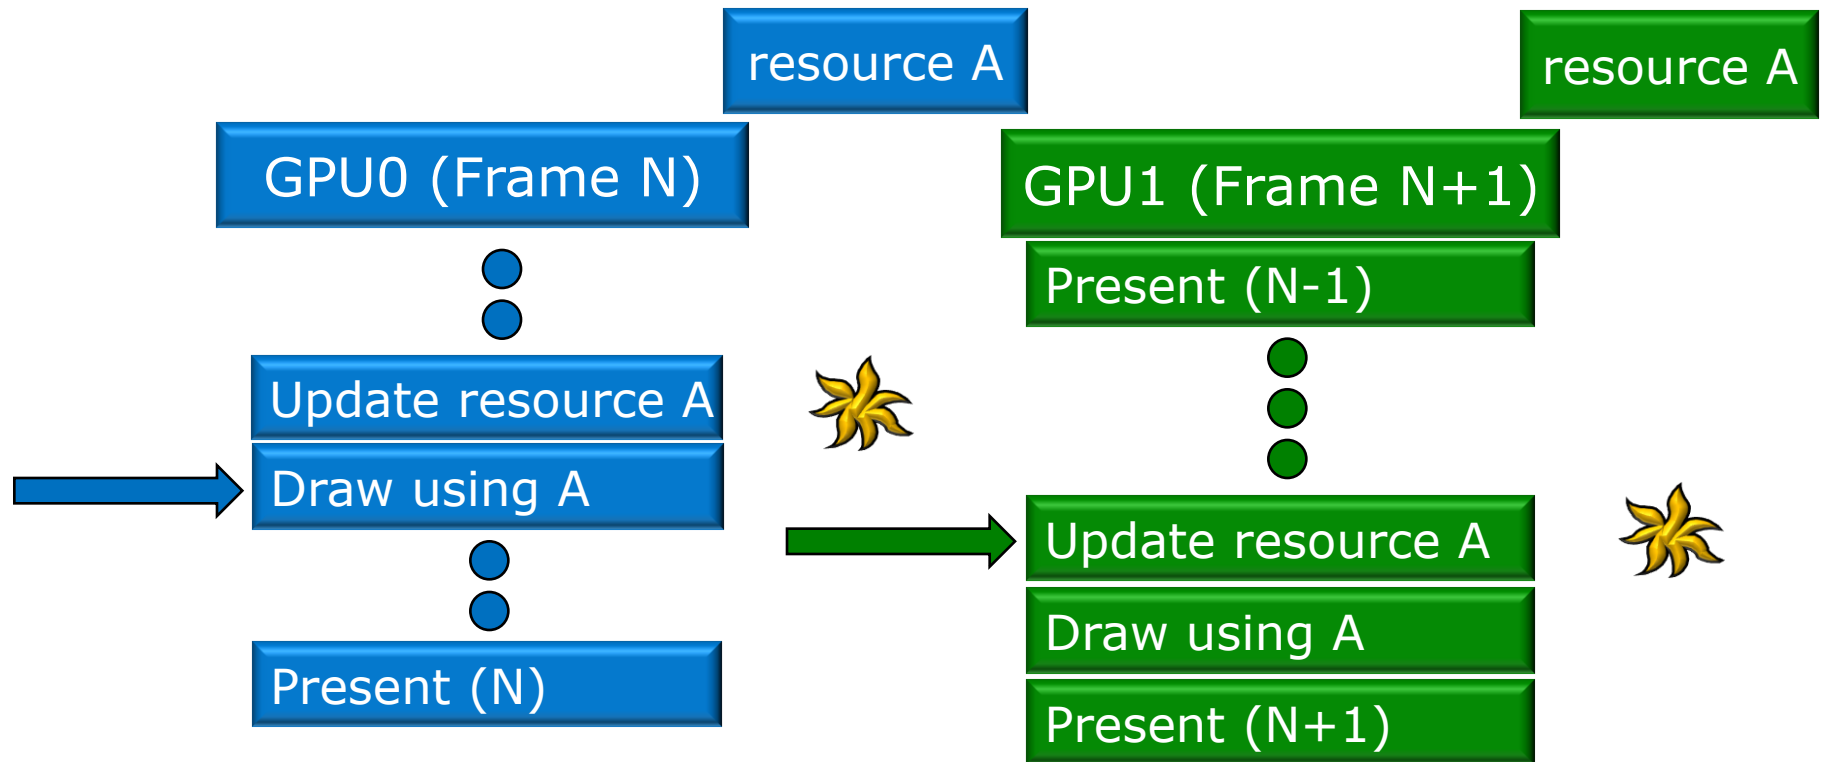 resource A
GPU0 (Frame N)
Update resource A
Draw using A
Present (N)
resource A
GPU1 (Frame N+1)
Present (N-1)
Update resource A
Draw using A
Present (N+1)